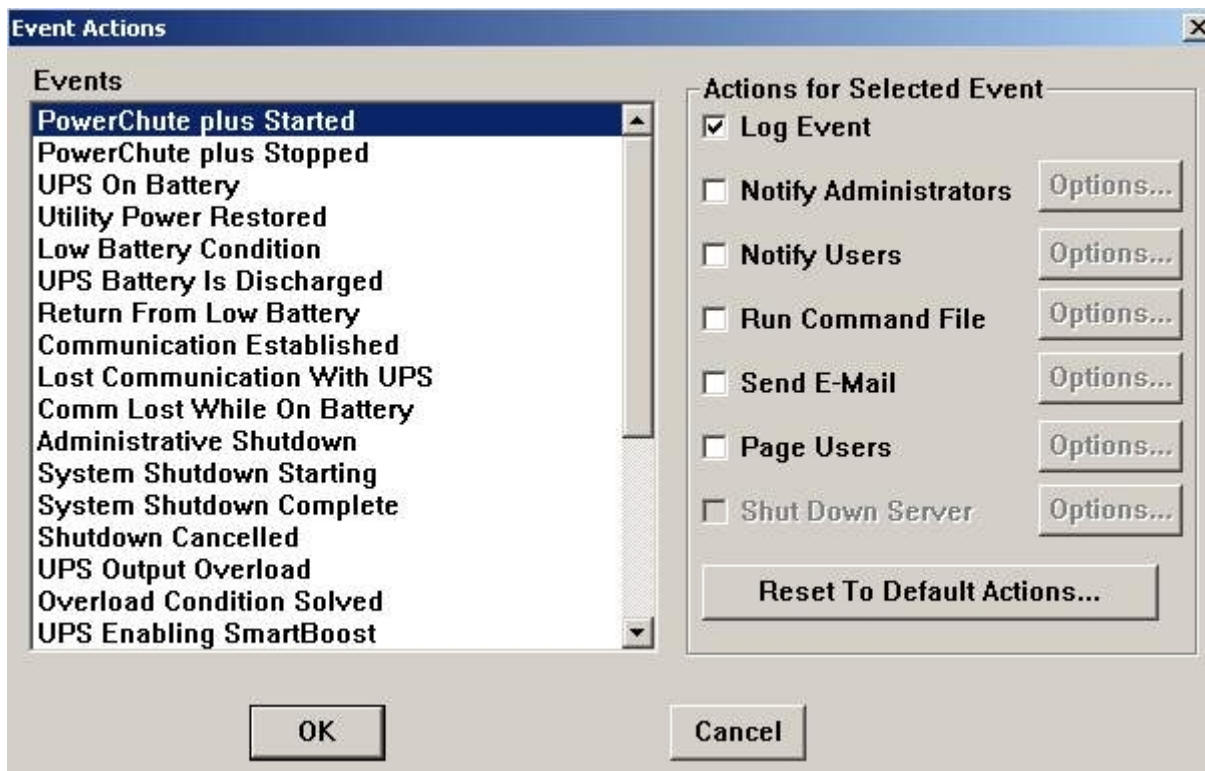 Event Actions
Events
PowerChute plus Started
PowerChute plus Stopped
UPS On Battery
Utility Power Restored
Low Battery Condition
UPS Battery Is Discharged
Return From Low Battery
Communication Established
Lost Communication With UPS
Comm Lost While On Battery
Administrative Shutdown
System Shutdown Starting
System Shutdown Complete
Shutdown Cancelled
UPS Output Overload
Overload Condition Solved
UPS Enabling SmartBoost
Actions for Selected Event
Log Event
Notify Administrators Options...
Notify Users Options...
Run Command File Options...
Send E-Mail Options...
Page Users Options...
Shut Down Server Options...
Reset To Default Actions...
OK
Cancel